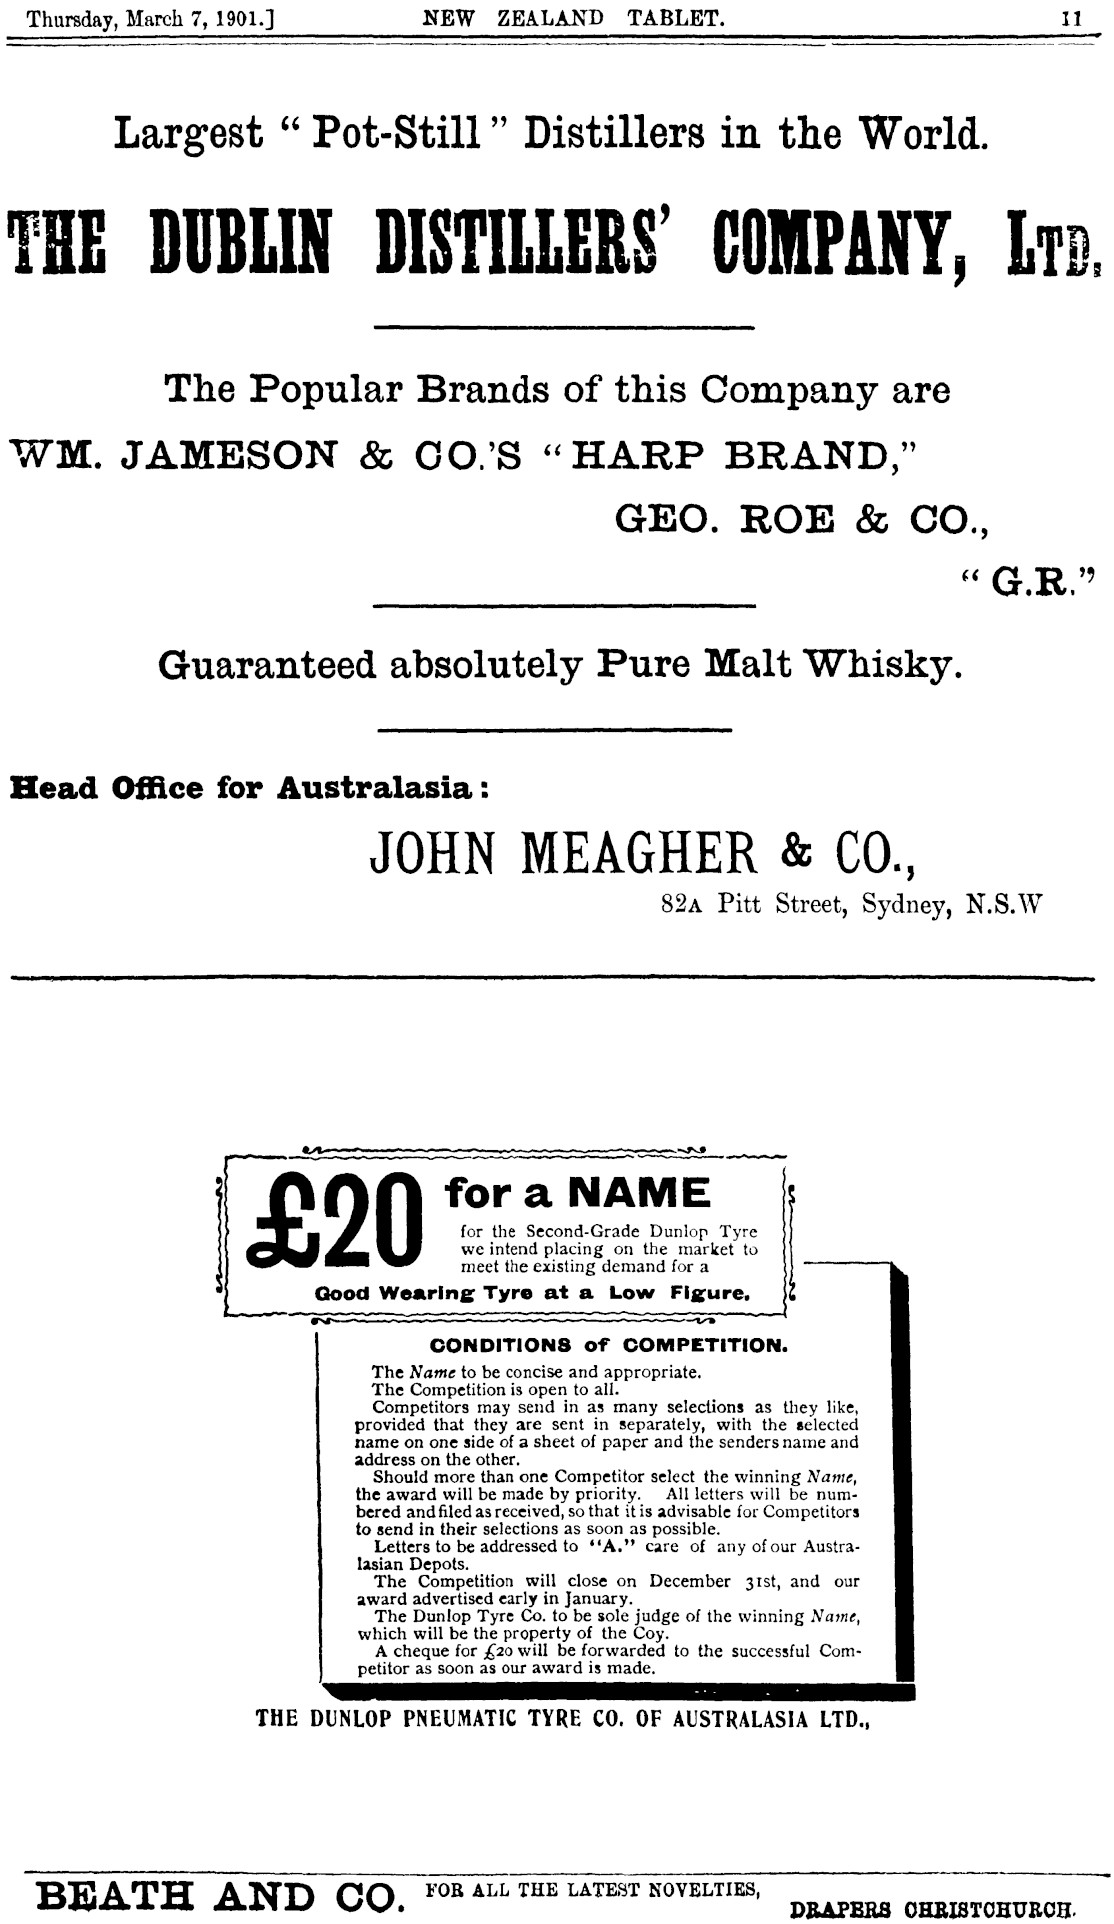 Thursday, March 7, 1901.] NEW ZEALAND TABLET. 11
Largest “ Pot-Still ” Distillers in the World.
THE DUBLIN DISTILLERS’ COMPANY, LTD.
The Popular Brands of this Company are
WM. JAMESON & CO.’S “ HARP BRAND,”
GEO. ROE & CO.,
“ G.R.”
Guaranteed absolutely Pure Malt Whisky.
Head Office for Australasia :
JOHN MEAGHER & CO.,
82A Pitt Street, Sydney, N.S.W
£20 for a NAME
for the Second-Grade Dunlop Tyre
we intend placing on the market to
meet the existing demand for a
Good Wearing Tyre at a Low Figure.
CONDITIONS of COMPETITION.
The Name to be concise and appropriate.
The Competition is open to all.
Competitors may send in as many selections as they like,
provided that they are sent in separately, with the selected
name on one side of a sheet of paper and the senders name and
address on the other.
Should more than one Competitor select the winning Name,
the award will be made by priority. All letters will be num-
bered and filed as received, so that it is advisable for Competitors
to send in their selections as soon as possible.
Letters to be addressed to “A.” care of any of our Austra-
lasian Depots.
The Competition will close on December 31st, and our
award advertised early in January.
The Dunlop Tyre Co. to be sole judge of the winning Name,
which will be the property of the Coy.
A cheque for £20 will be forwarded to the successful Com-
petitor as soon as our award is made.
THE DUNLOP PNEUMATIC TYRE CO. OF AUSTRALASIA LTD.,
BEATH AND CO. FOR ALL THE LATEST NOVELTIES, DRAPERS CHRISTCHURCH.